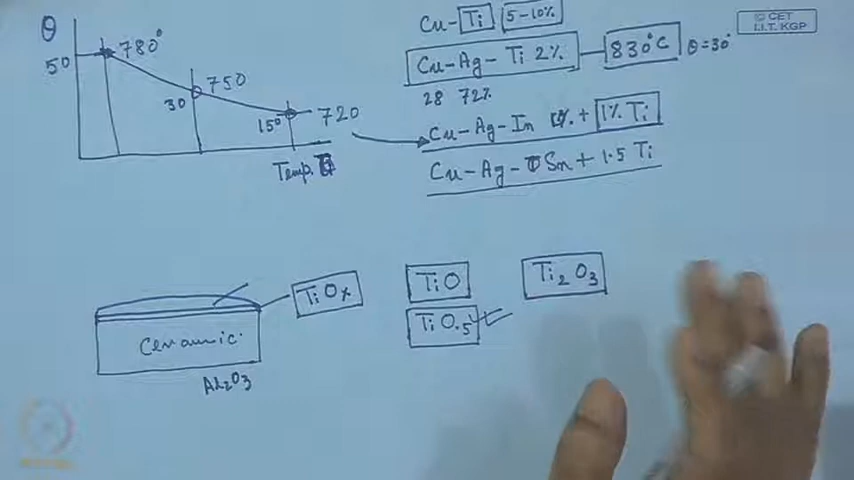 θ
50
780°
30
750
15°
720
Temp.
Cu-Ti 5-10%
Cu-Ag-Ti 2% 830°C θ=30°
28 72%
Cu-Ag-In + 1% Ti
Cu-Ag-Sn + 1.5 Ti
© CET
I.I.T. KGP
TiOx
Ceramic
Al2O3
TiO
TiO.5
Ti2O3